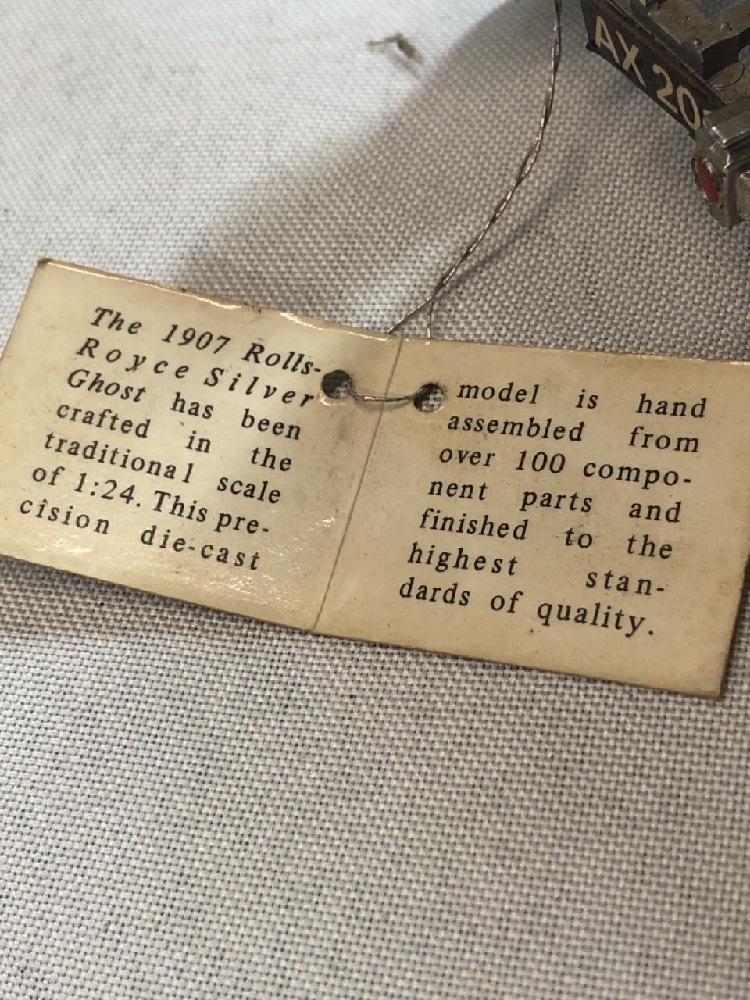 AX 20
The 1907 Rolls-
Royce Silver
Ghost has been
crafted in the
traditional scale
of 1:24. This pre-
cision die-cast
model is hand
assembled from
over 100 compo-
nent parts and
finished to the
highest stan-
dards of quality.